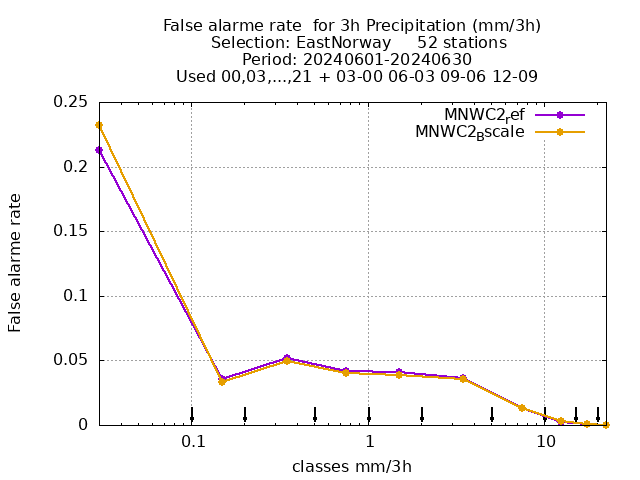 False alarme rate  for 3h Precipitation (mm/3h)
Selection: EastNorway     52 stations
Period: 20240601-20240630
Used 00,03,...,21 + 03-00 06-03 09-06 12-09
MNWC2ref
MNWC2Bscale
0.25
0.2
0.15
0.1
0.05
0
False alarme rate
0.1 1 10
classes mm/3h